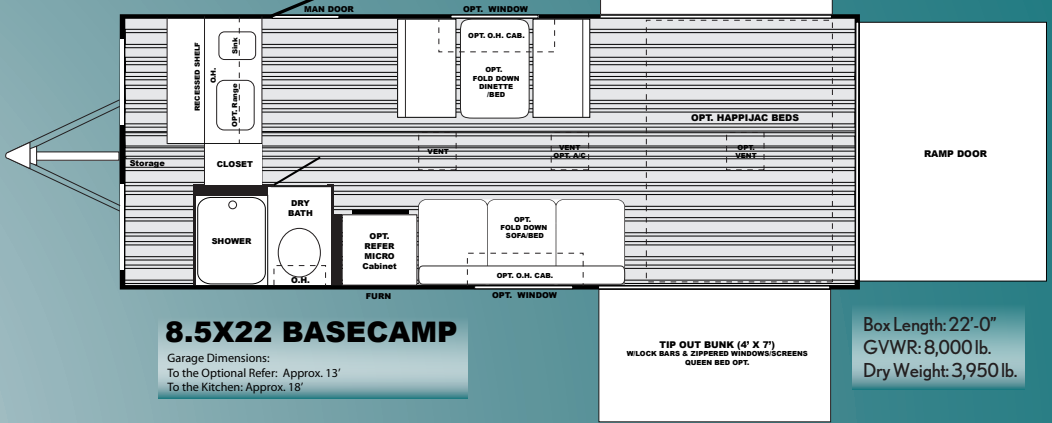 MAN DOOR
OPT. WINDOW
RECESSED SHELF
O.H.
Sink
OPT. Range
OPT. O.H. CAB.
OPT.
FOLD DOWN
DINETTE
/BED
OPT. HAPPIJAC BEDS
RAMP DOOR
Storage
CLOSET
VENT
VENT
OPT. A/C
OPT.
VENT
SHOWER
DRY
BATH
O.H.
OPT.
REFER
MICRO
Cabinet
OPT.
FOLD DOWN
SOFA/BED
OPT. O.H. CAB.
FURN
OPT. WINDOW
8.5X22 BASECAMP
Garage Dimensions:
To the Optional Refer: Approx. 13'
To the Kitchen: Approx. 18'
TIP OUT BUNK (4' X 7')
W/LOCK BARS & ZIPPERED WINDOWS/SCREENS
QUEEN BED OPT.
Box Length: 22'-0"
GVWR: 8,000 lb.
Dry Weight: 3,950 lb.